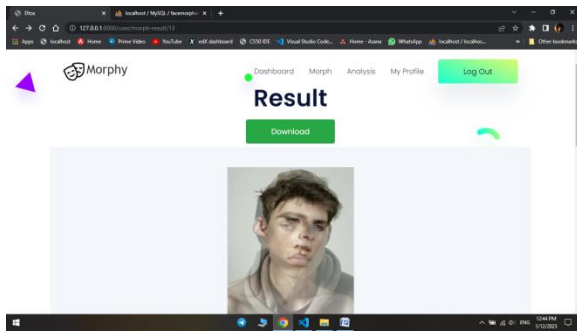 Dtox
localhost / MySQL / facemorph
127.0.0.1:8000/user/morph-result/13
Apps localhost Home Prime Video YouTube edX dashboard CS50 IDE Visual Studio Code... Home - Asana WhatsApp localhost / localhos... Other bookmarks
Morphy
Dashboard Morph Analysis My Profile Log Out
Result
Download
ENG
12:44 PM
1/12/2023